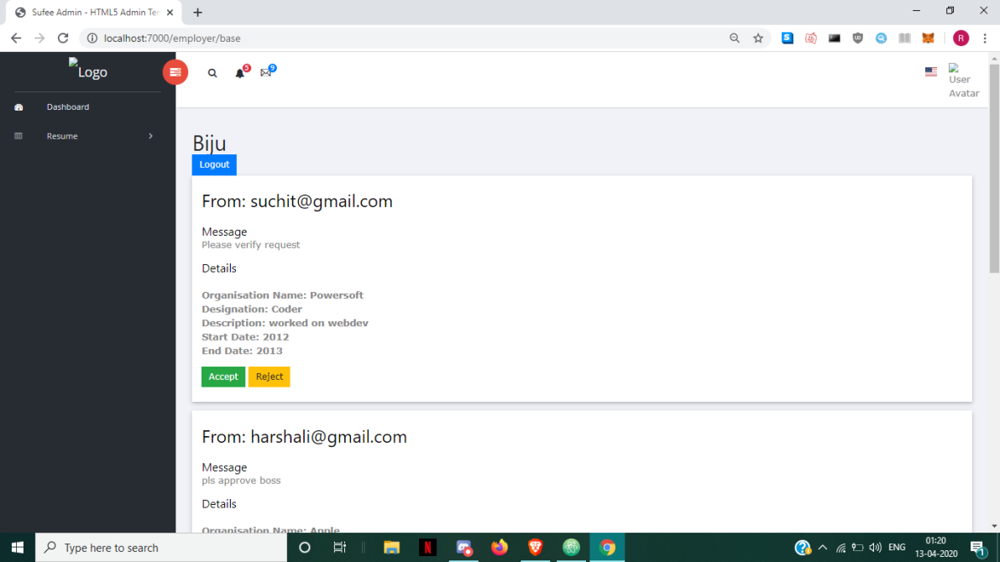 Sufee Admin - HTML5 Admin Ter
localhost:7000/employer/base
R
Logo
5
9
User
Avatar
Dashboard
Resume
Biju
Logout
From: suchit@gmail.com
Message
Please verify request
Details
Organisation Name: Powersoft
Designation: Coder
Description: worked on webdev
Start Date: 2012
End Date: 2013
Accept Reject
From: harshali@gmail.com
Message
pls approve boss
Details
Organisation Name: Apple
Type here to search
ENG
01:20
13-04-2020
1